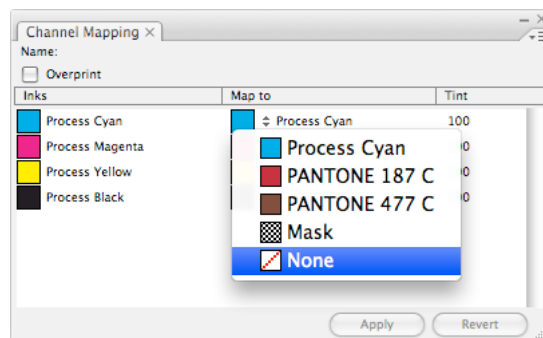 Channel Mapping ×
Name:
Overprint
Inks Map to Tint
Process Cyan Process Cyan 100
Process Magenta
Process Yellow
Process Black
Process Cyan
PANTONE 187 C
PANTONE 477 C
Mask
None
Apply Revert